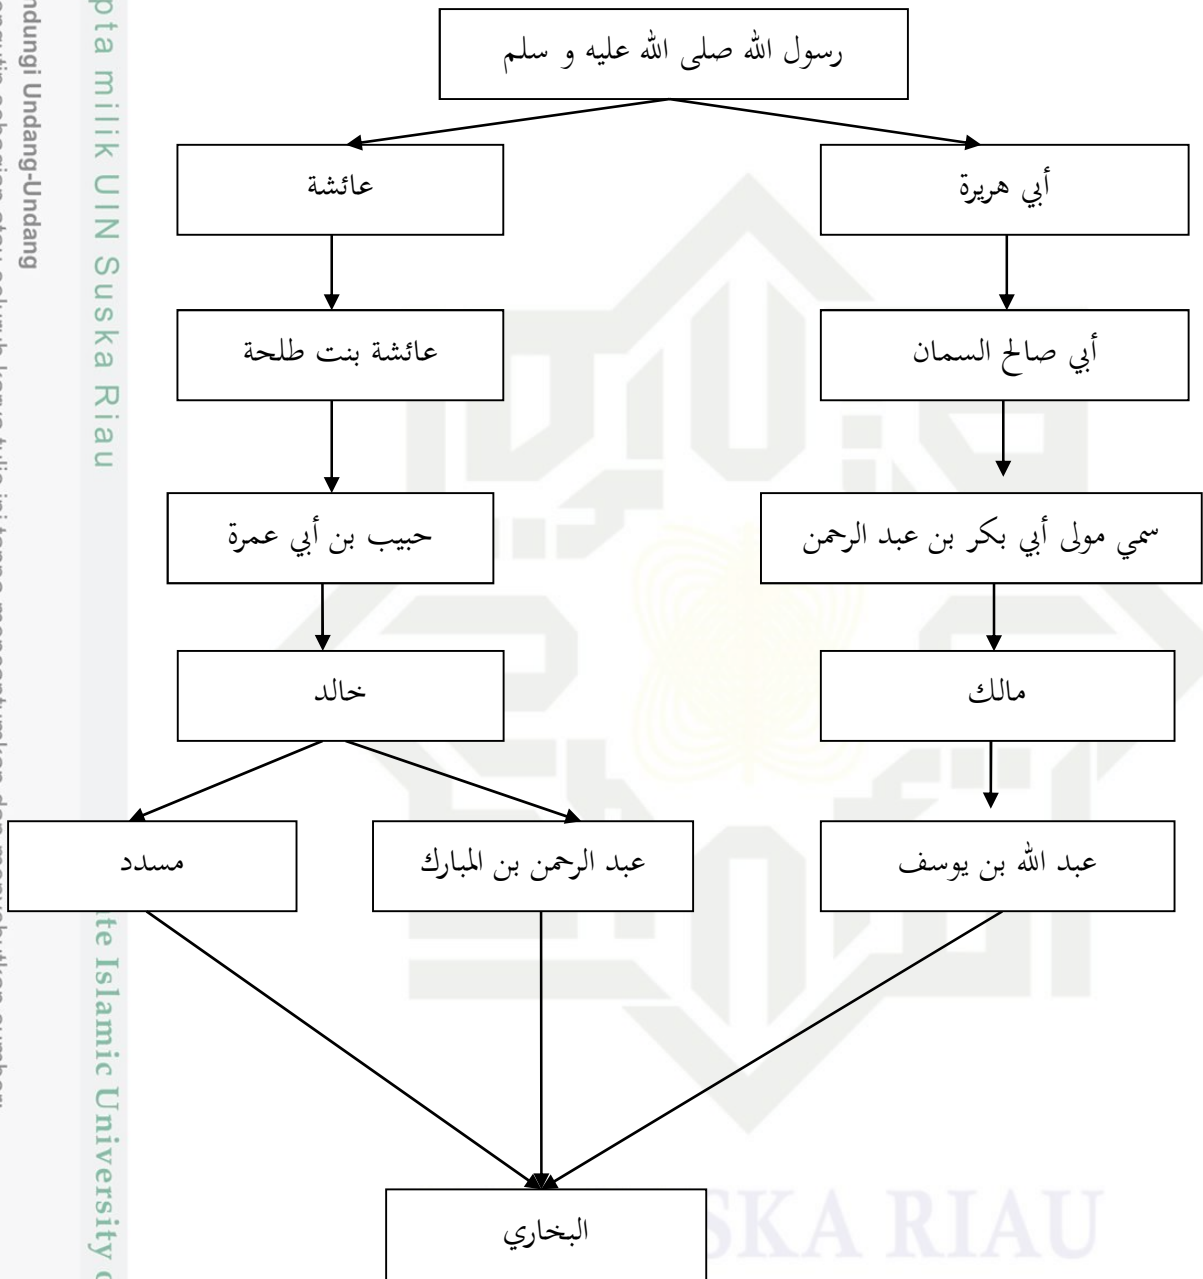 رسول الله صلى الله عليه و سلم
عائشة
أبي هريرة
عائشة بنت طلحة
أبي صالح السمان
حبيب بن أبي عمرة
سمي مولى أبي بكر بن عبد الرحمن
خالد
مالك
مسدد
عبد الرحمن بن المبارك
عبد الله بن يوسف
البخاري
pta milik UIN Suska Riau
ndungi Undang-Undang
te Islamic University
SKA RIAU